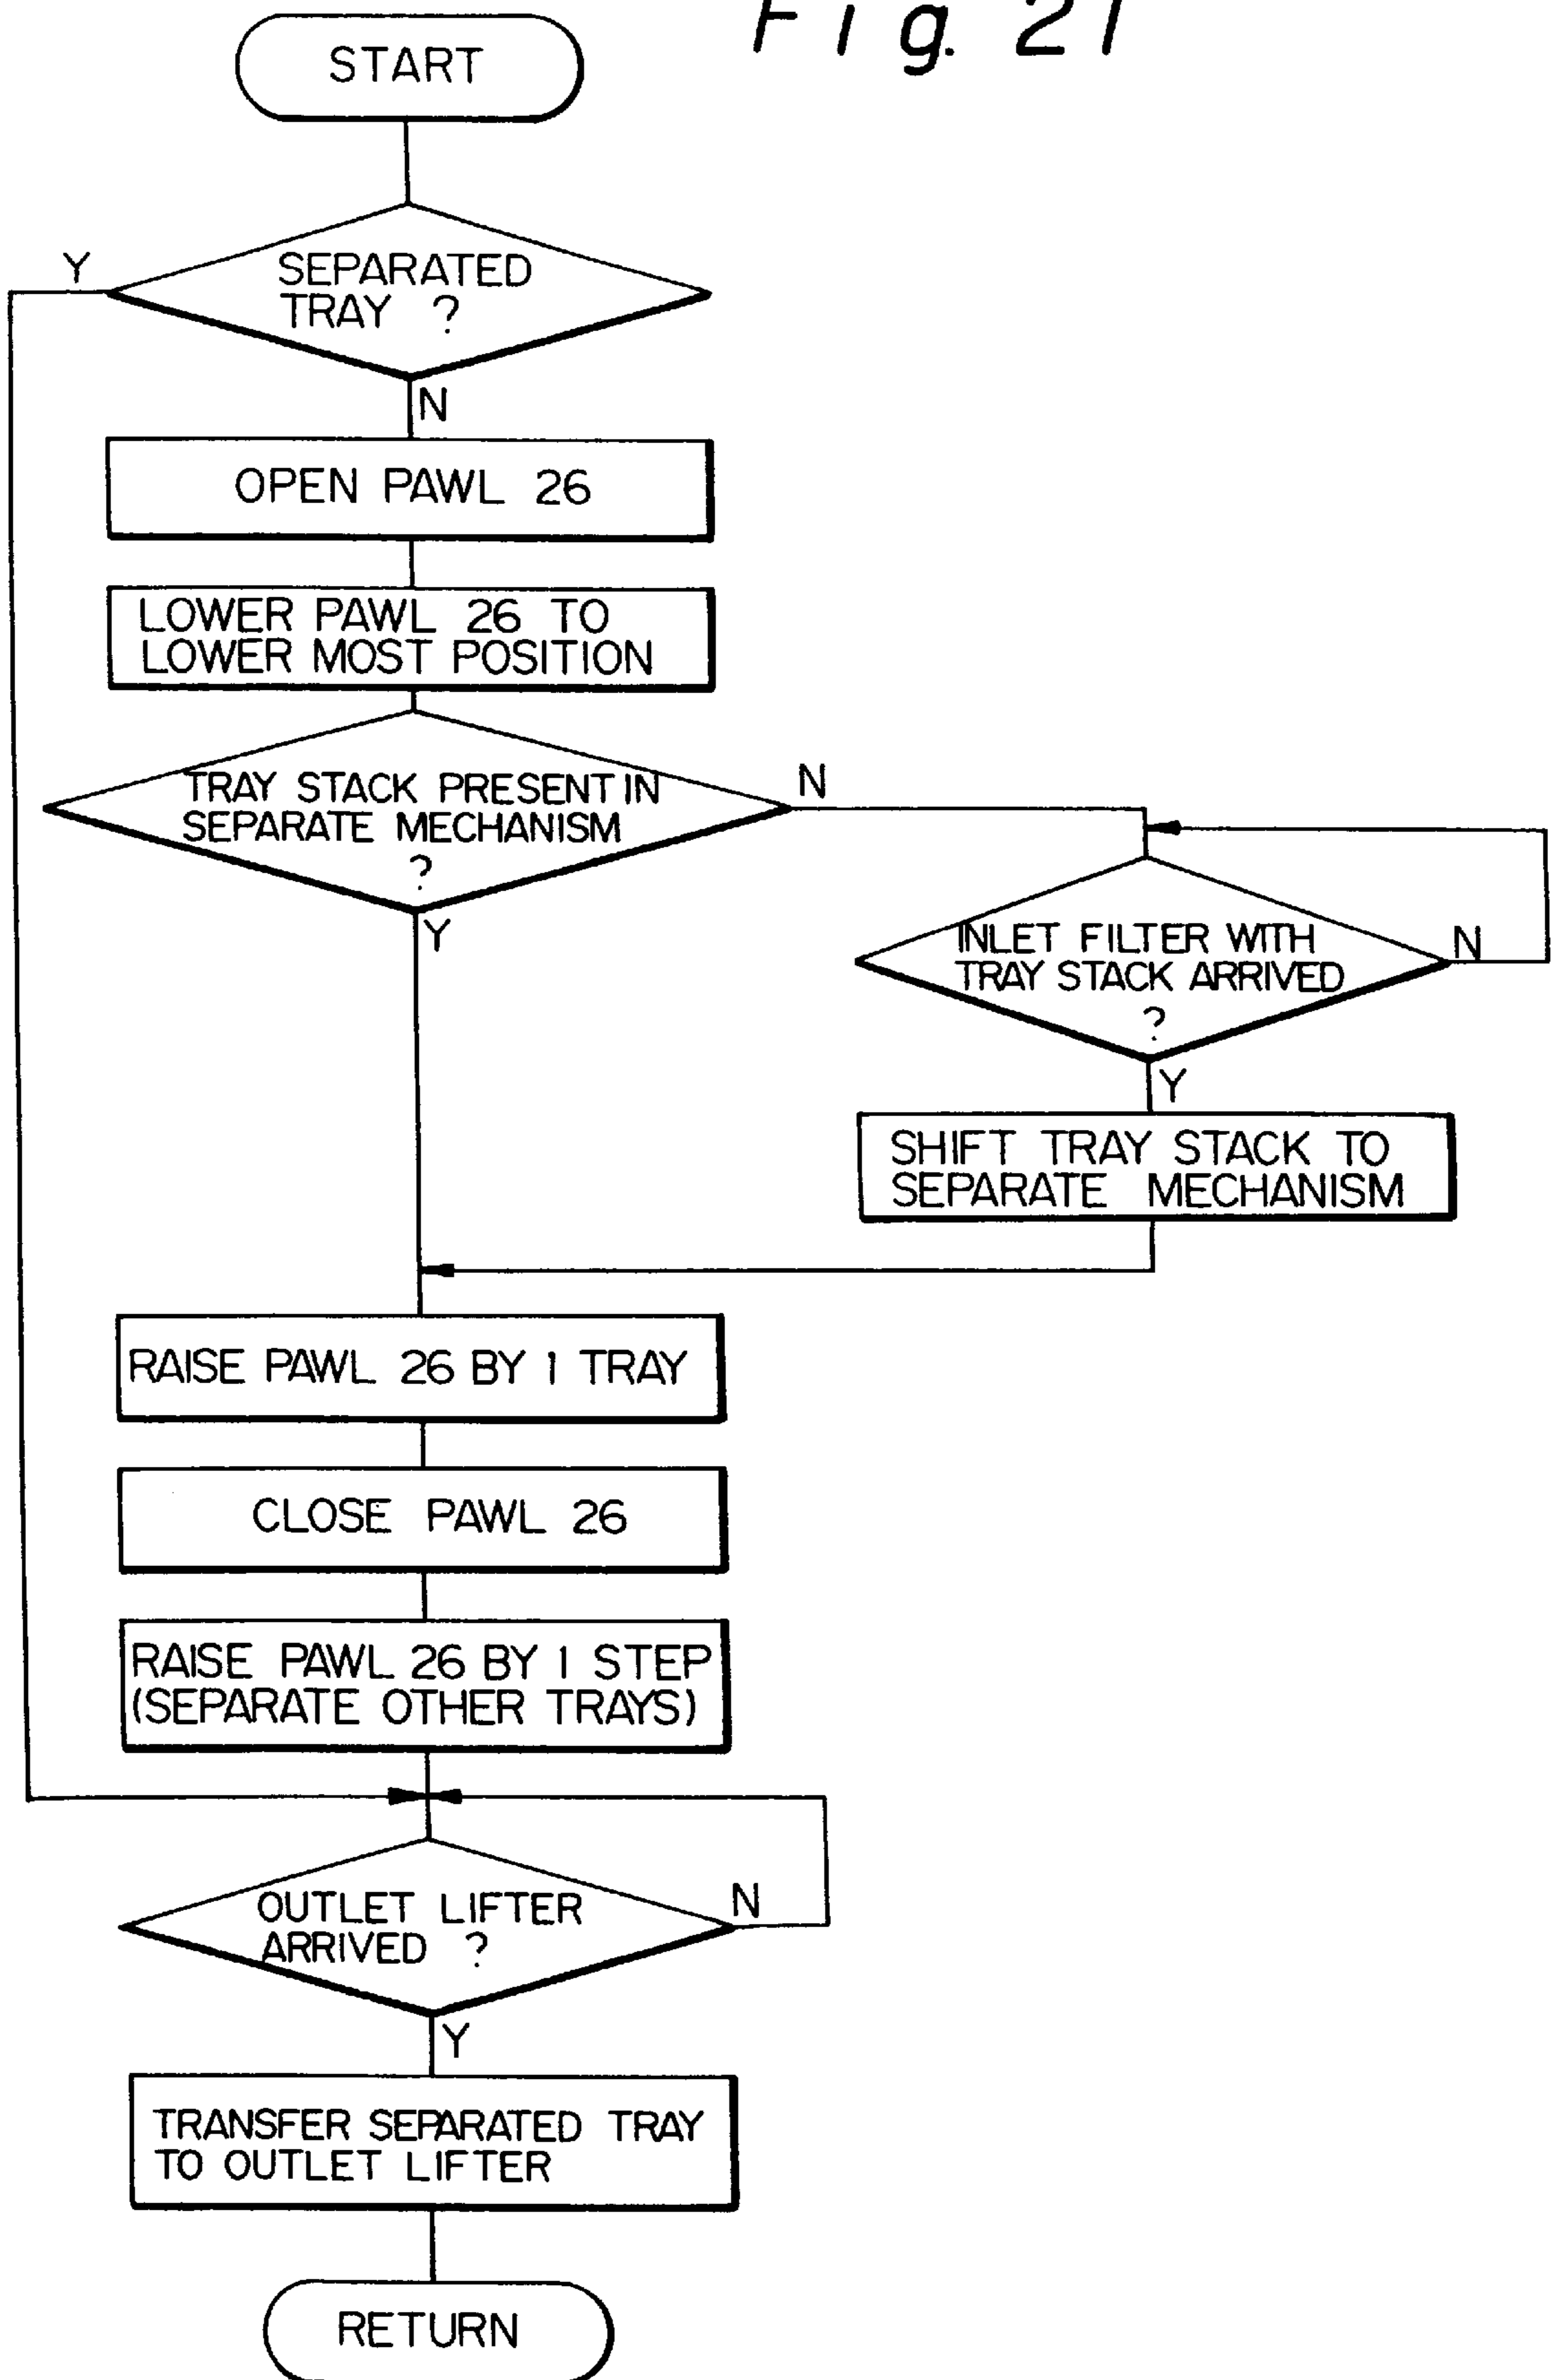 Fig. 21
START
SEPARATED
TRAY ?
Y
N
OPEN PAWL 26
LOWER PAWL 26 TO
LOWER MOST POSITION
TRAY STACK PRESENT IN
SEPARATE MECHANISM
?
N
Y
INLET FILTER WITH
TRAY STACK ARRIVED
?
N
Y
SHIFT TRAY STACK TO
SEPARATE MECHANISM
RAISE PAWL 26 BY 1 TRAY
CLOSE PAWL 26
RAISE PAWL 26 BY 1 STEP
(SEPARATE OTHER TRAYS)
OUTLET LIFTER
ARRIVED ?
N
Y
TRANSFER SEPARATED TRAY
TO OUTLET LIFTER
RETURN